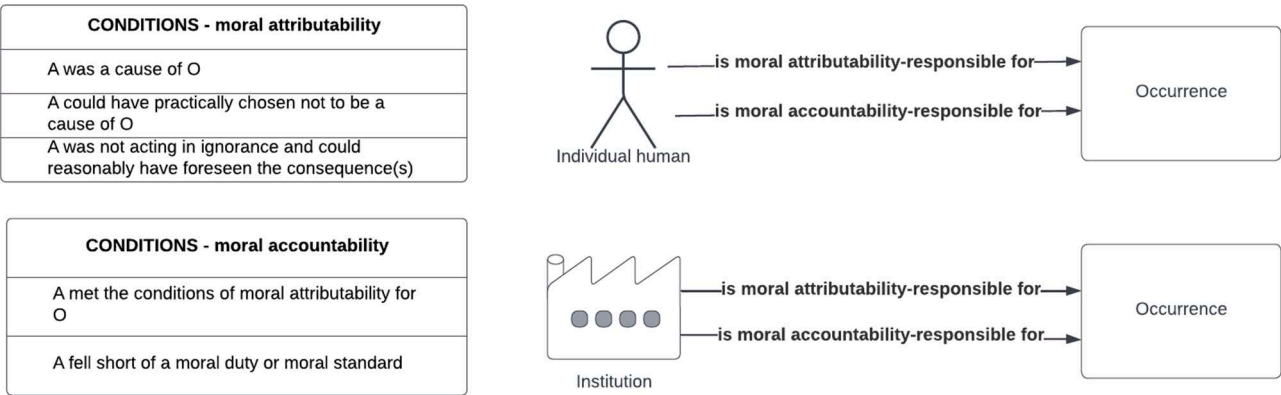 CONDITIONS - moral attributability
A was a cause of O
A could have practically chosen not to be a
cause of O
A was not acting in ignorance and could
reasonably have foreseen the consequence(s)
is moral attributability-responsible for
is moral accountability-responsible for
Individual human
Occurrence
CONDITIONS - moral accountability
A met the conditions of moral attributability for
O
A fell short of a moral duty or moral standard
is moral attributability-responsible for
is moral accountability-responsible for
Institution
Occurrence